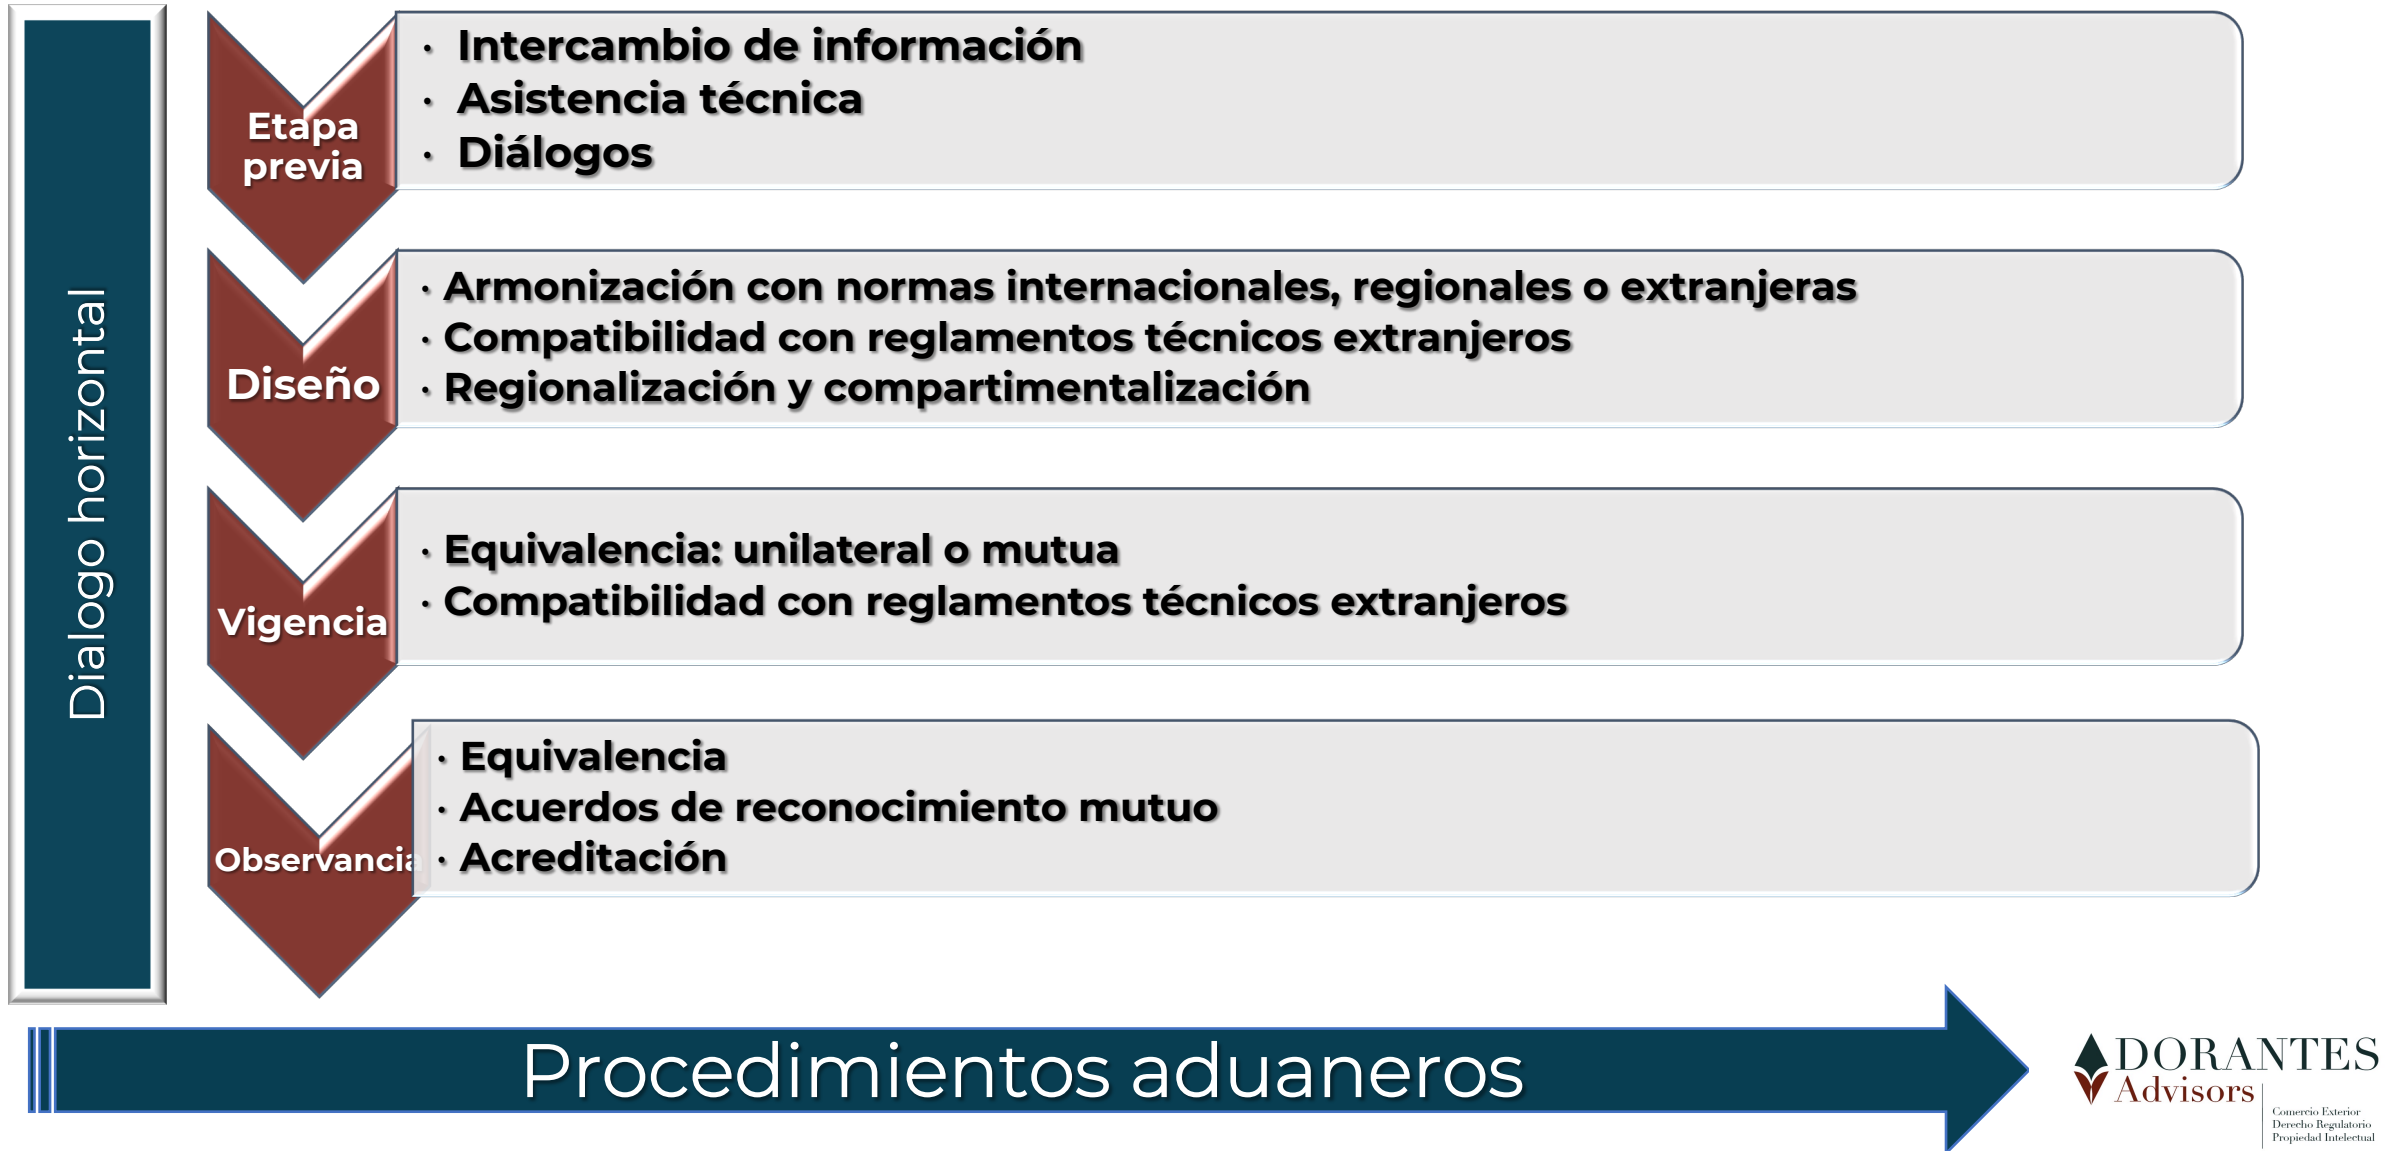 Dialogo horizontal
Etapa
previa
· Intercambio de información
· Asistencia técnica
· Diálogos
Diseño
· Armonización con normas internacionales, regionales o extranjeras
· Compatibilidad con reglamentos técnicos extranjeros
· Regionalización y compartimentalización
Vigencia
· Equivalencia: unilateral o mutua
· Compatibilidad con reglamentos técnicos extranjeros
Observancia
· Equivalencia
· Acuerdos de reconocimiento mutuo
· Acreditación
Procedimientos aduaneros
DORANTES
Advisors
Comercio Exterior
Derecho Regulatorio
Propiedad Intelectual